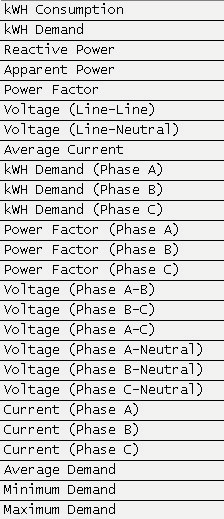 kWH Consumption
kWH Demand
Reactive Power
Apparent Power
Power Factor
Voltage (Line-Line)
Voltage (Line-Neutral)
Average Current
kWH Demand (Phase A)
kWH Demand (Phase B)
kWH Demand (Phase C)
Power Factor (Phase A)
Power Factor (Phase B)
Power Factor (Phase C)
Voltage (Phase A-B)
Voltage (Phase B-C)
Voltage (Phase A-C)
Voltage (Phase A-Neutral)
Voltage (Phase B-Neutral)
Voltage (Phase C-Neutral)
Current (Phase A)
Current (Phase B)
Current (Phase C)
Average Demand
Minimum Demand
Maximum Demand